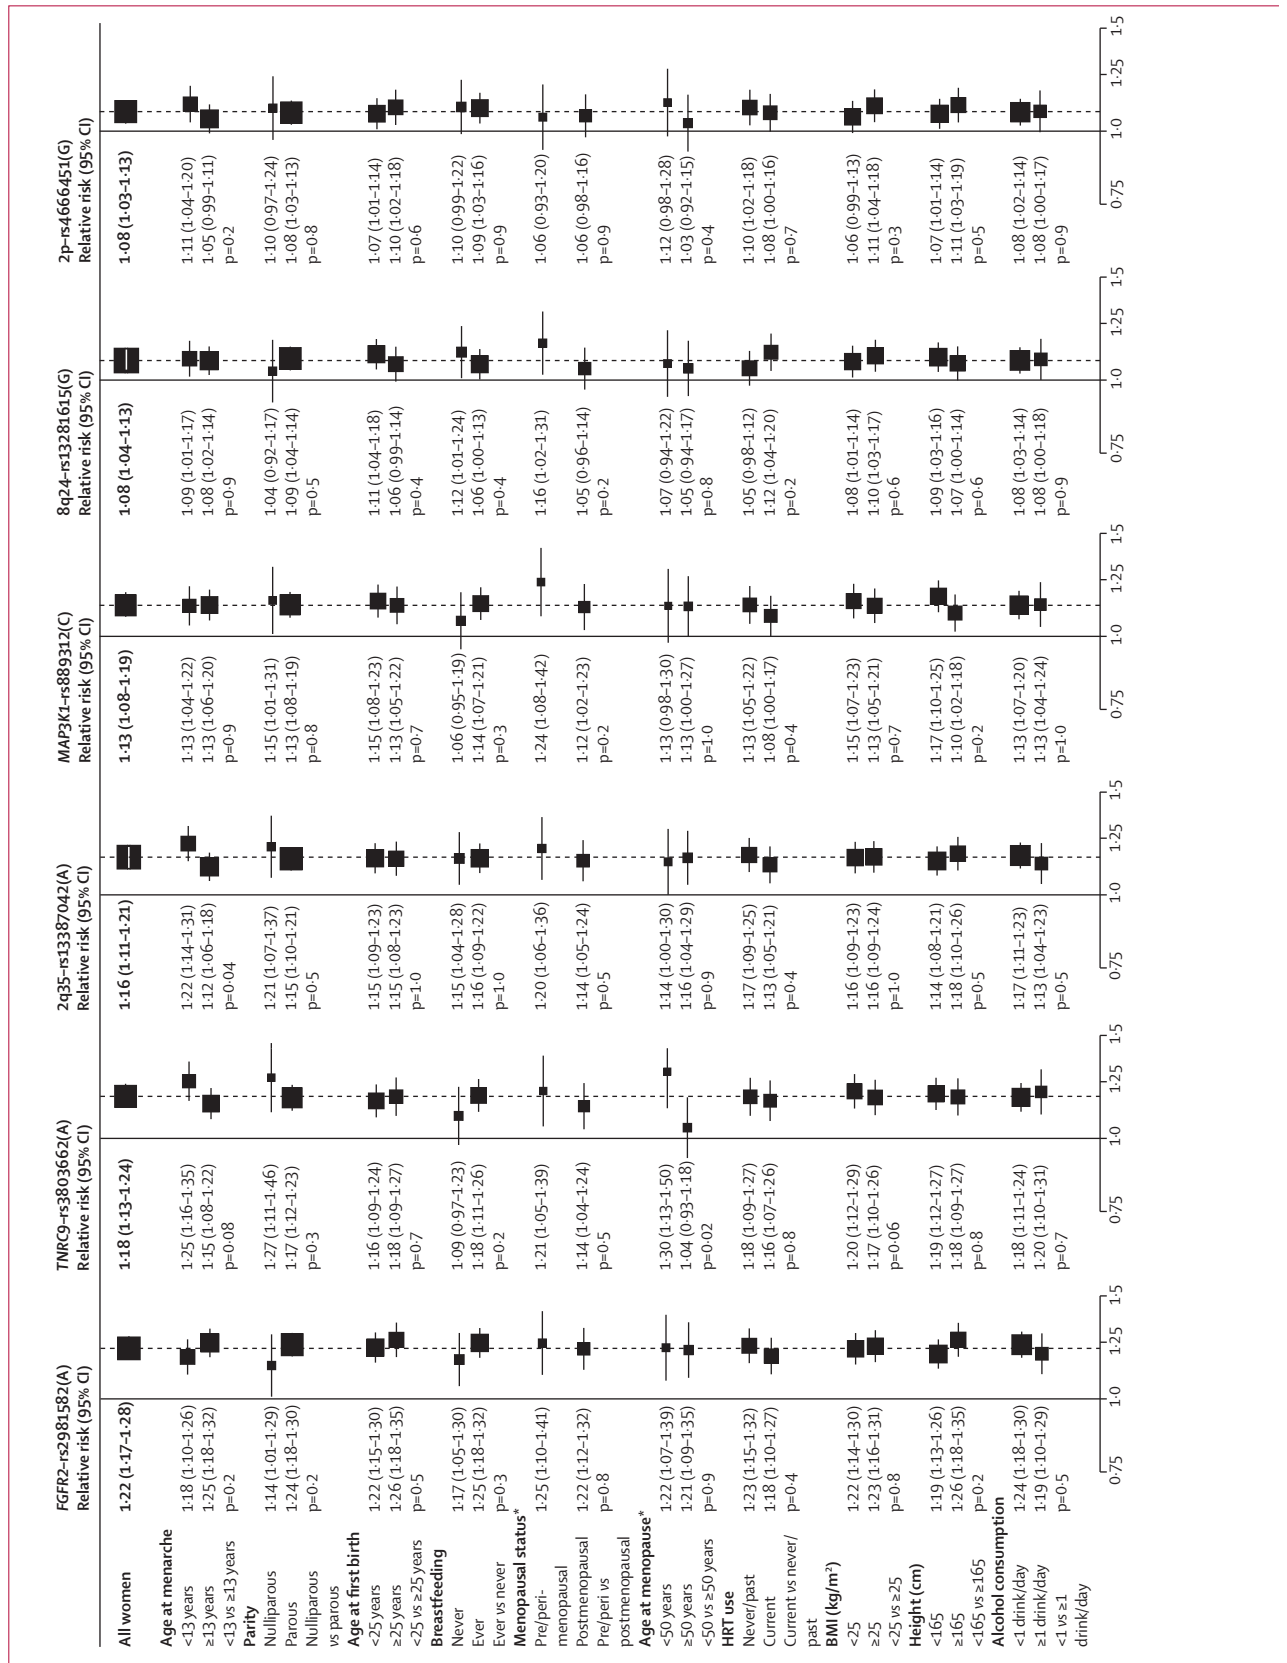 FGFR2–rs2981582(A) TNRC9–rs3803662(A) 2q35–rs13387042(A) MAP3K1–rs889312(C) 8q24–rs13281615(G) 2p–rs4666451(G)
Relative risk (95% CI) Relative risk (95% CI) Relative risk (95% CI) Relative risk (95% CI) Relative risk (95% CI) Relative risk (95% CI)
All women 1·22 (1·17–1·28) 1·18 (1·13–1·24) 1·16 (1·11–1·21) 1·13 (1·08–1·19) 1·08 (1·04–1·13) 1·08 (1·03–1·13)
Age at menarche
<13 years 1·18 (1·10–1·26) 1·25 (1·16–1·35) 1·22 (1·14–1·31) 1·13 (1·04–1·22) 1·09 (1·01–1·17) 1·11 (1·04–1·20)
≥13 years 1·25 (1·18–1·32) 1·15 (1·08–1·22) 1·12 (1·06–1·18) 1·13 (1·06–1·20) 1·08 (1·02–1·14) 1·05 (0·99–1·11)
<13 vs ≥13 years p=0·2 p=0·08 p=0·04 p=0·9 p=0·9 p=0·2
Parity
Nulliparous 1·14 (1·01–1·29) 1·27 (1·11–1·46) 1·21 (1·07–1·37) 1·15 (1·01–1·31) 1·04 (0·92–1·17) 1·10 (0·97–1·24)
Parous 1·24 (1·18–1·30) 1·17 (1·12–1·23) 1·15 (1·10–1·21) 1·13 (1·08–1·19) 1·09 (1·04–1·14) 1·08 (1·03–1·13)
Nulliparous p=0·2 p=0·3 p=0·5 p=0·8 p=0·5 p=0·8
vs parous
Age at first birth
<25 years 1·22 (1·15–1·30) 1·16 (1·09–1·24) 1·15 (1·09–1·23) 1·15 (1·08–1·23) 1·11 (1·04–1·18) 1·07 (1·01–1·14)
≥25 years 1·26 (1·18–1·35) 1·18 (1·09–1·27) 1·15 (1·08–1·23) 1·13 (1·05–1·22) 1·06 (0·99–1·14) 1·10 (1·02–1·18)
<25 vs ≥25 years p=0·5 p=0·7 p=1·0 p=0·7 p=0·4 p=0·6
Breastfeeding
Never 1·17 (1·05–1·30) 1·09 (0·97–1·23) 1·15 (1·04–1·28) 1·06 (0·95–1·19) 1·12 (1·01–1·24) 1·10 (0·99–1·22)
Ever 1·25 (1·18–1·32) 1·18 (1·11–1·26) 1·16 (1·09–1·22) 1·14 (1·07–1·21) 1·06 (1·00–1·13) 1·09 (1·03–1·16)
Ever vs never p=0·3 p=0·2 p=1·0 p=0·3 p=0·4 p=0·9
Menopausal status*
Pre/peri- 1·25 (1·10–1·41) 1·21 (1·05–1·39) 1·20 (1·06–1·36) 1·24 (1·08–1·42) 1·16 (1·02–1·31) 1·06 (0·93–1·20)
menopausal
Postmenopausal 1·22 (1·12–1·32) 1·14 (1·04–1·24) 1·14 (1·05–1·24) 1·12 (1·02–1·23) 1·05 (0·96–1·14) 1·06 (0·98–1·16)
Pre/peri vs p=0·8 p=0·5 p=0·5 p=0·2 p=0·2 p=0·9
postmenopausal
Age at menopause*
<50 years 1·22 (1·07–1·39) 1·30 (1·13–1·50) 1·14 (1·00–1·30) 1·13 (0·98–1·30) 1·07 (0·94–1·22) 1·12 (0·98–1·28)
≥50 years 1·21 (1·09–1·35) 1·04 (0·93–1·18) 1·16 (1·04–1·29) 1·13 (1·00–1·27) 1·05 (0·94–1·17) 1·03 (0·92–1·15)
<50 vs ≥50 years p=0·9 p=0·02 p=0·9 p=1·0 p=0·8 p=0·4
HRT use
Never/past 1·23 (1·15–1·32) 1·18 (1·09–1·27) 1·17 (1·09–1·25) 1·13 (1·05–1·22) 1·05 (0·98–1·12) 1·10 (1·02–1·18)
Current 1·18 (1·10–1·27) 1·16 (1·07–1·26) 1·13 (1·05–1·21) 1·08 (1·00–1·17) 1·12 (1·04–1·20) 1·08 (1·00–1·16)
Current vs never/ p=0·4 p=0·8 p=0·4 p=0·4 p=0·2 p=0·7
past
BMI (kg/m²)
<25 1·22 (1·14–1·30) 1·20 (1·12–1·29) 1·16 (1·09–1·23) 1·15 (1·07–1·23) 1·08 (1·01–1·14) 1·06 (0·99–1·13)
≥25 1·23 (1·16–1·31) 1·17 (1·10–1·26) 1·16 (1·09–1·24) 1·13 (1·05–1·21) 1·10 (1·03–1·17) 1·11 (1·04–1·18)
<25 vs ≥25 p=0·8 p=0·06 p=1·0 p=0·7 p=0·6 p=0·3
Height (cm)
<165 1·19 (1·13–1·26) 1·19 (1·12–1·27) 1·14 (1·08–1·21) 1·17 (1·10–1·25) 1·09 (1·03–1·16) 1·07 (1·01–1·14)
≥165 1·26 (1·18–1·35) 1·18 (1·09–1·27) 1·18 (1·10–1·26) 1·10 (1·02–1·18) 1·07 (1·00–1·14) 1·11 (1·03–1·19)
<165 vs ≥165 p=0·2 p=0·8 p=0·5 p=0·2 p=0·6 p=0·5
Alcohol consumption
<1 drink/day 1·24 (1·18–1·30) 1·18 (1·11–1·24) 1·17 (1·11–1·23) 1·13 (1·07–1·20) 1·08 (1·03–1·14) 1·08 (1·02–1·14)
≥1 drink/day 1·19 (1·10–1·29) 1·20 (1·10–1·31) 1·13 (1·04–1·23) 1·13 (1·04–1·24) 1·08 (1·00–1·18) 1·08 (1·00–1·17)
<1 vs ≥1 p=0·5 p=0·7 p=0·5 p=1·0 p=0·9 p=0·9
drink/day
0·75 1·0 1·25 1·5 0·75 1·0 1·25 1·5 0·75 1·0 1·25 1·5 0·75 1·0 1·25 1·5 0·75 1·0 1·25 1·5 0·75 1·0 1·25 1·5